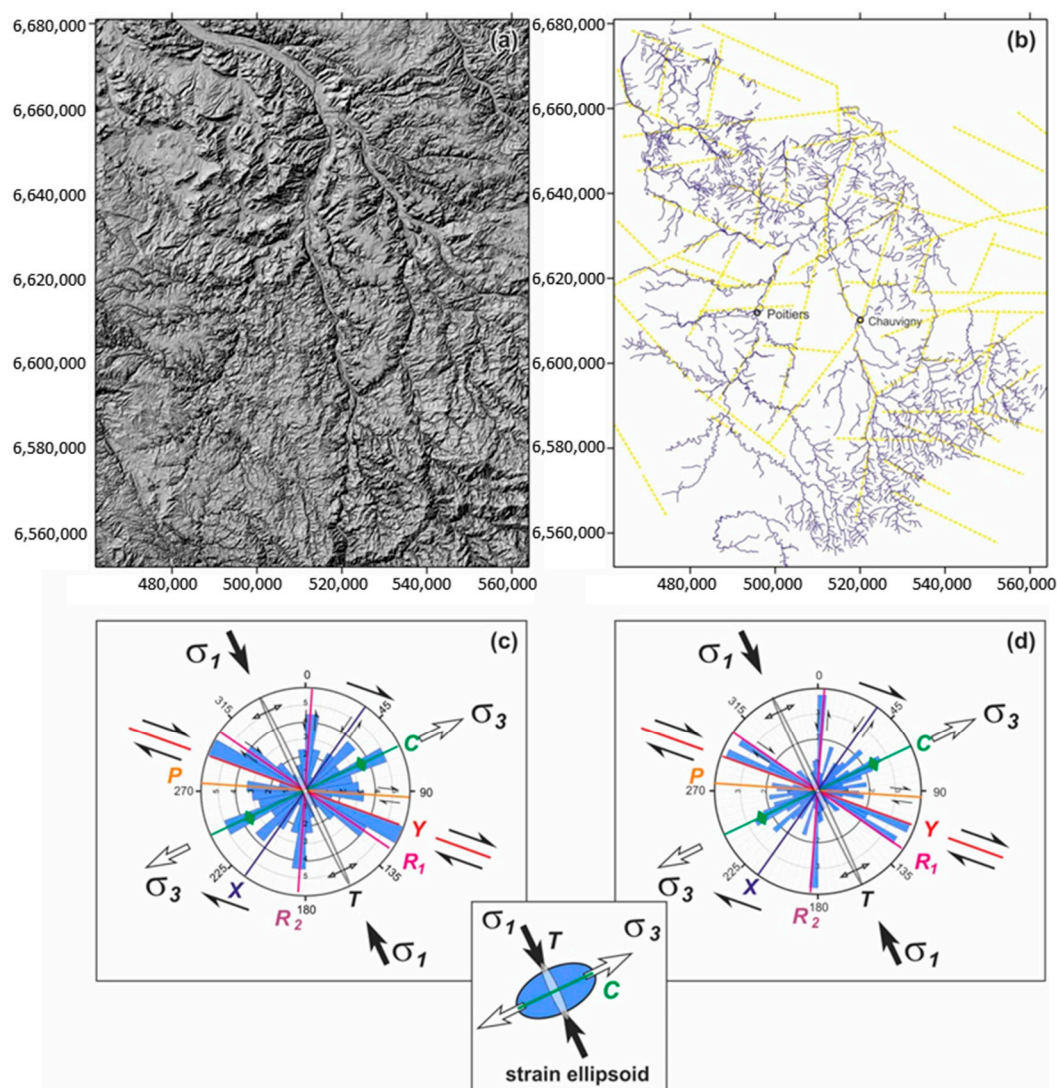 (a)
6,680,000
6,660,000
6,640,000
6,620,000
6,600,000
6,580,000
6,560,000
480,000 500,000 520,000 540,000 560,000
(b)
6,680,000
6,660,000
6,640,000
6,620,000
6,600,000
6,580,000
6,560,000
Poitiers
Chauvigny
480,000 500,000 520,000 540,000 560,000
(c)
σ1
0
315
45
σ3
C
P
270
90
Y
R1
135
σ3
225
X
R2
180
T
σ1
(d)
σ1
0
315
45
σ3
C
P
270
90
Y
R1
135
σ3
225
X
R2
180
T
σ1
σ1
T
σ3
C
strain ellipsoid